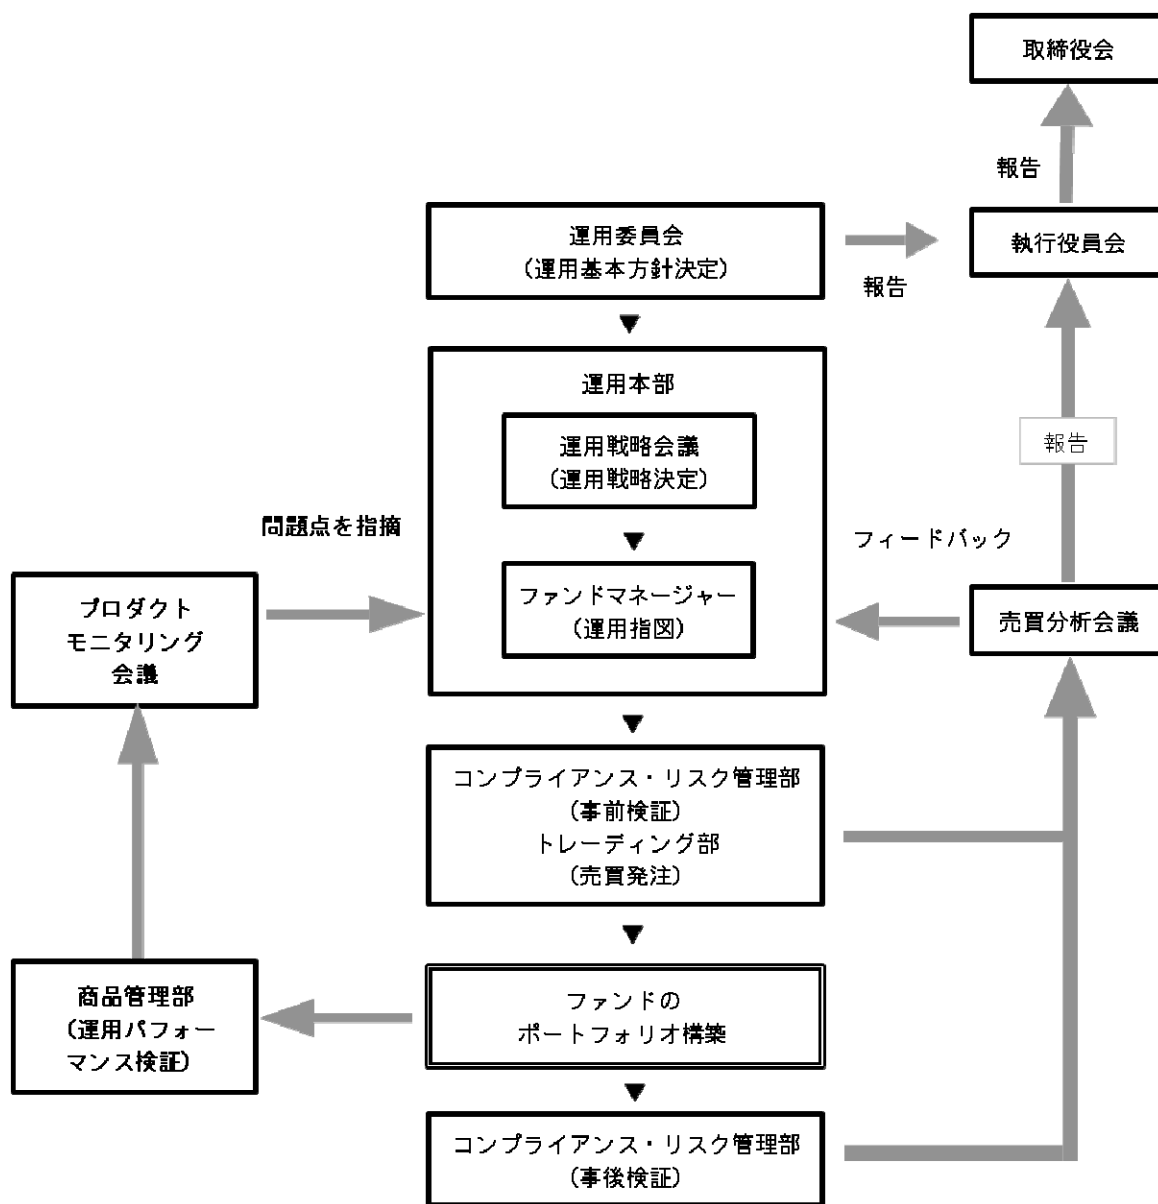 取締役会
報告
運用委員会
（運用基本方針決定）
報告
執行役員会
運用本部
運用戦略会議
（運用戦略決定）
報告
問題点を指摘
フィードバック
プロダクト
モニタリング
会議
ファンドマネージャー
（運用指図）
売買分析会議
コンプライアンス・リスク管理部
（事前検証）
トレーディング部
（売買発注）
商品管理部
（運用パフォー
マンス検証）
ファンドの
ポートフォリオ構築
コンプライアンス・リスク管理部
（事後検証）